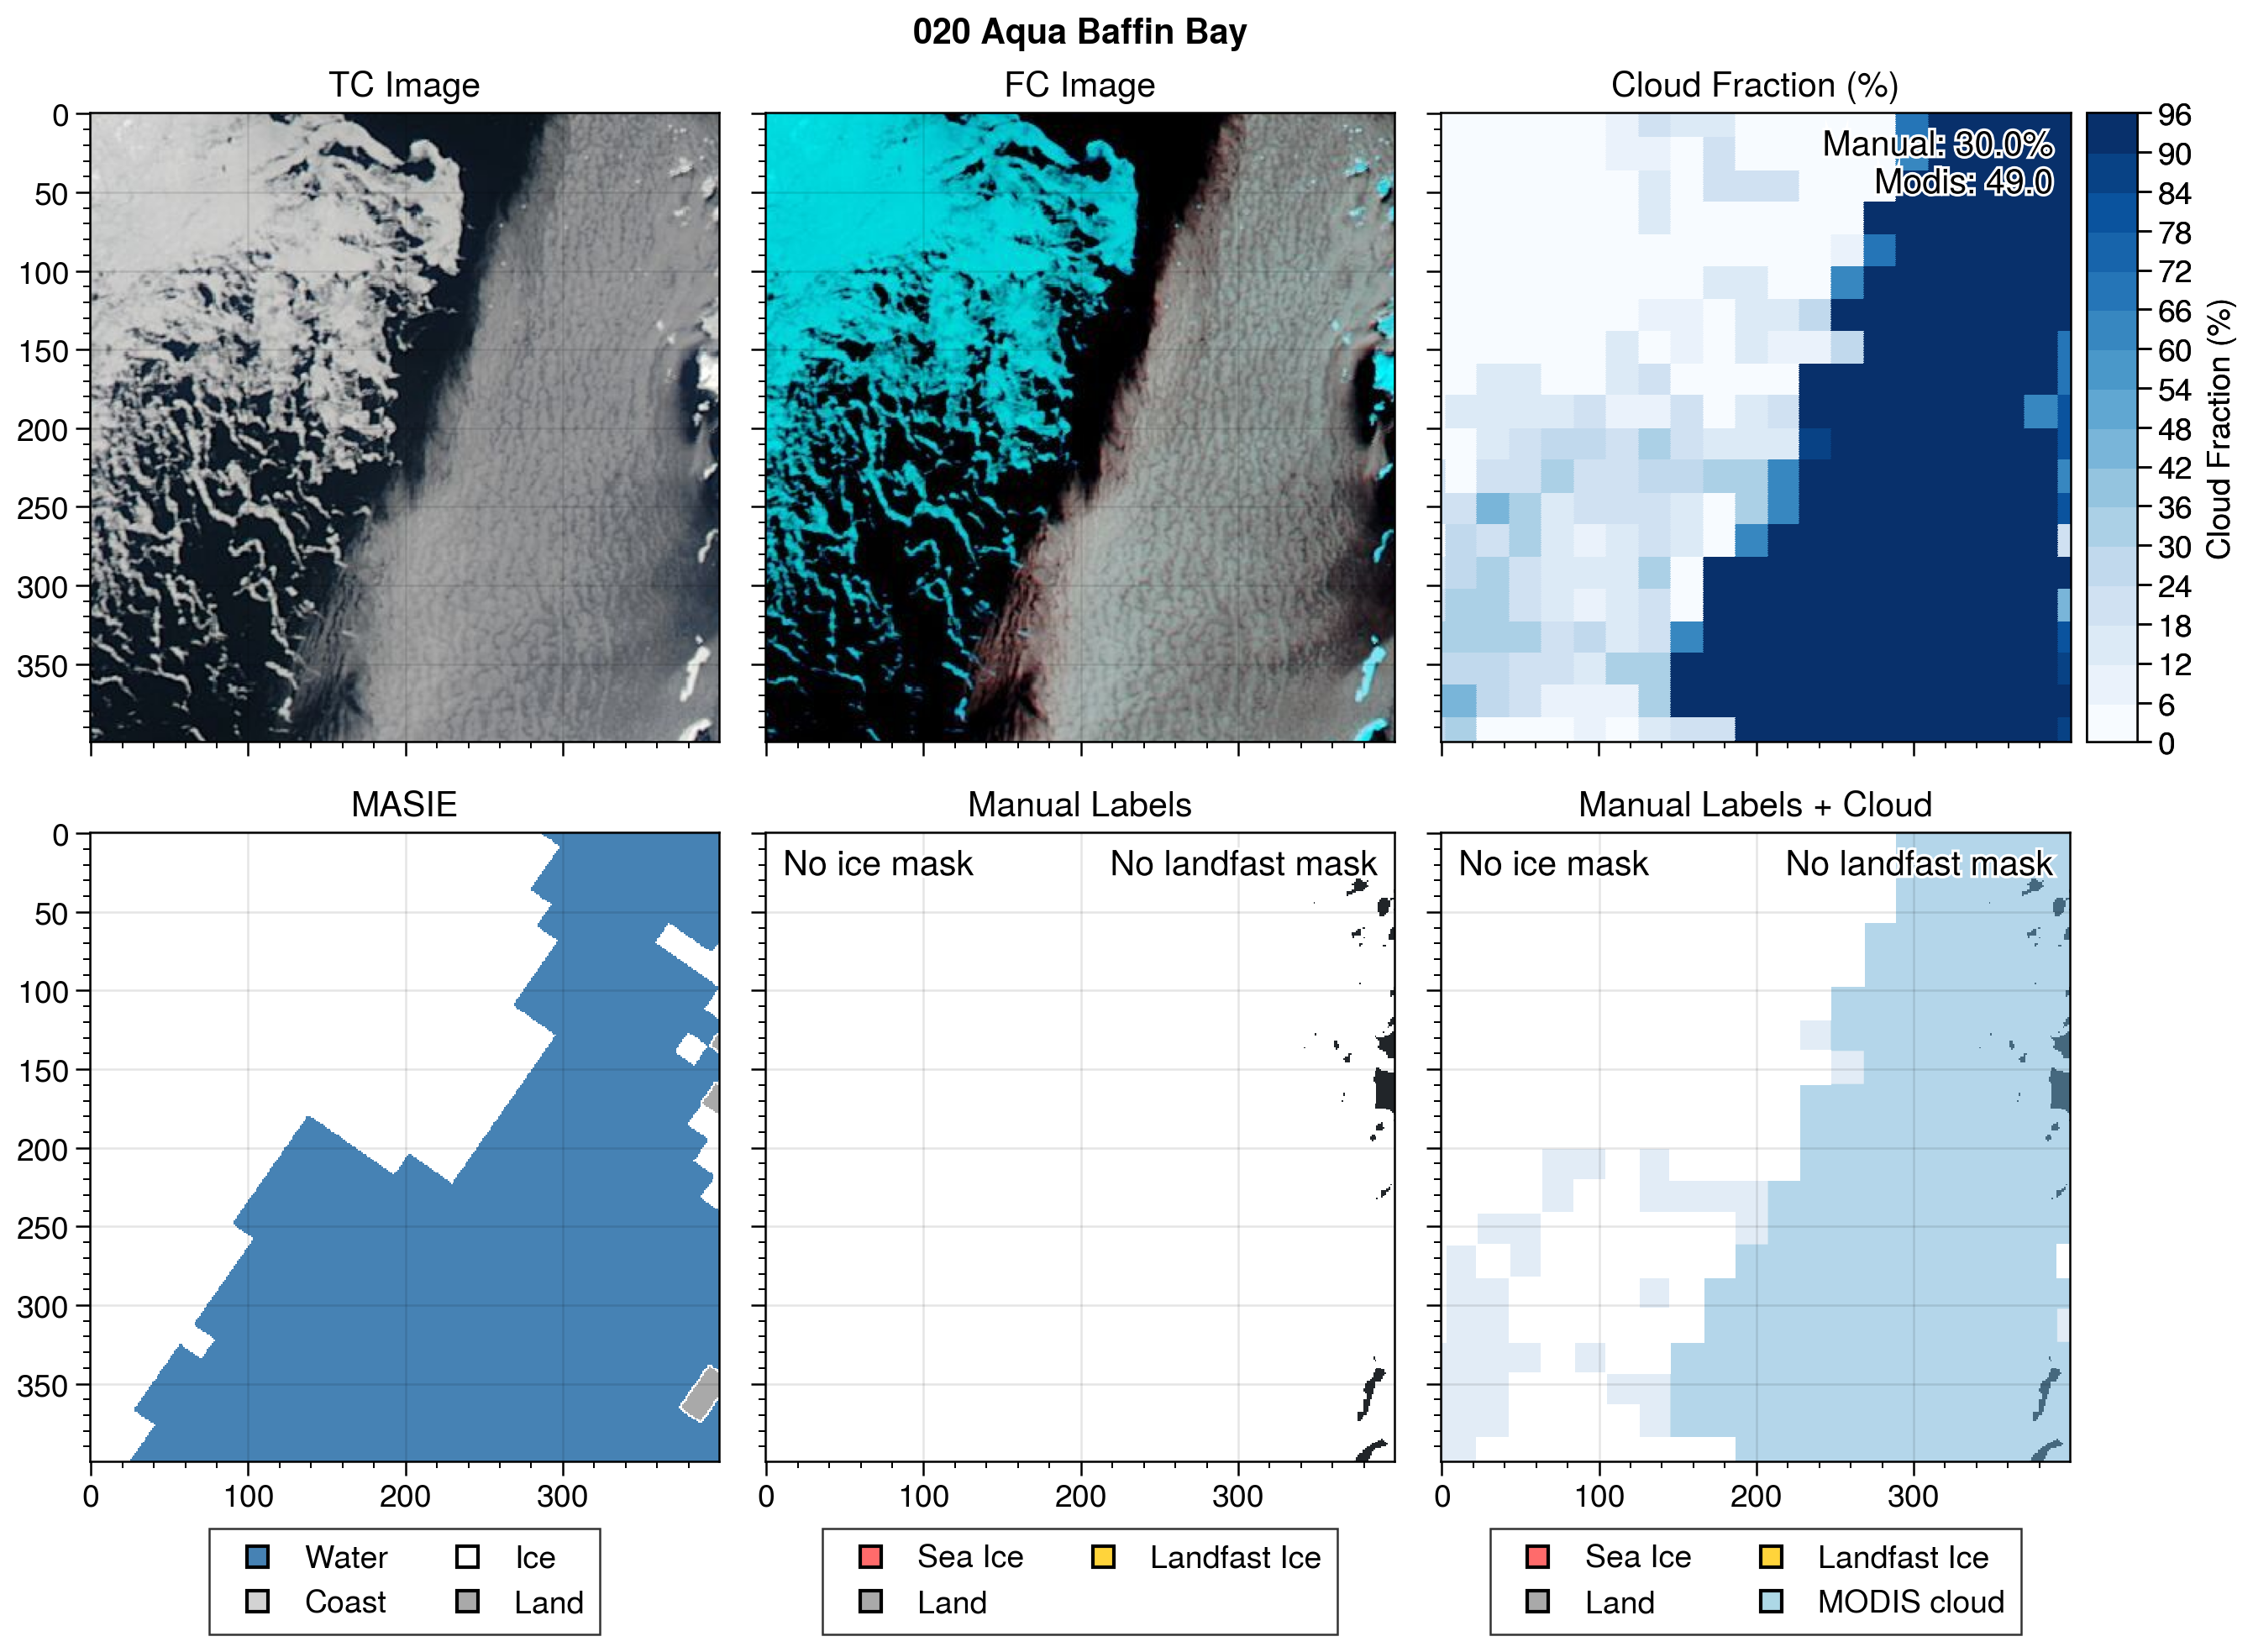 020 Aqua Baffin Bay
TC Image
FC Image
Cloud Fraction (%)
0
50
100
150
200
250
300
350
Manual: 30.0%
Modis: 49.0
96
90
84
78
72
66
60
54
48
42
36
30
24
18
12
6
0
Cloud Fraction (%)
MASIE
Manual Labels
Manual Labels + Cloud
0
50
100
150
200
250
300
350
No ice mask
No landfast mask
No ice mask
No landfast mask
0 100 200 300
0 100 200 300
0 100 200 300
Water
Ice
Coast
Land
Sea Ice
Landfast Ice
Land
Sea Ice
Landfast Ice
Land
MODIS cloud